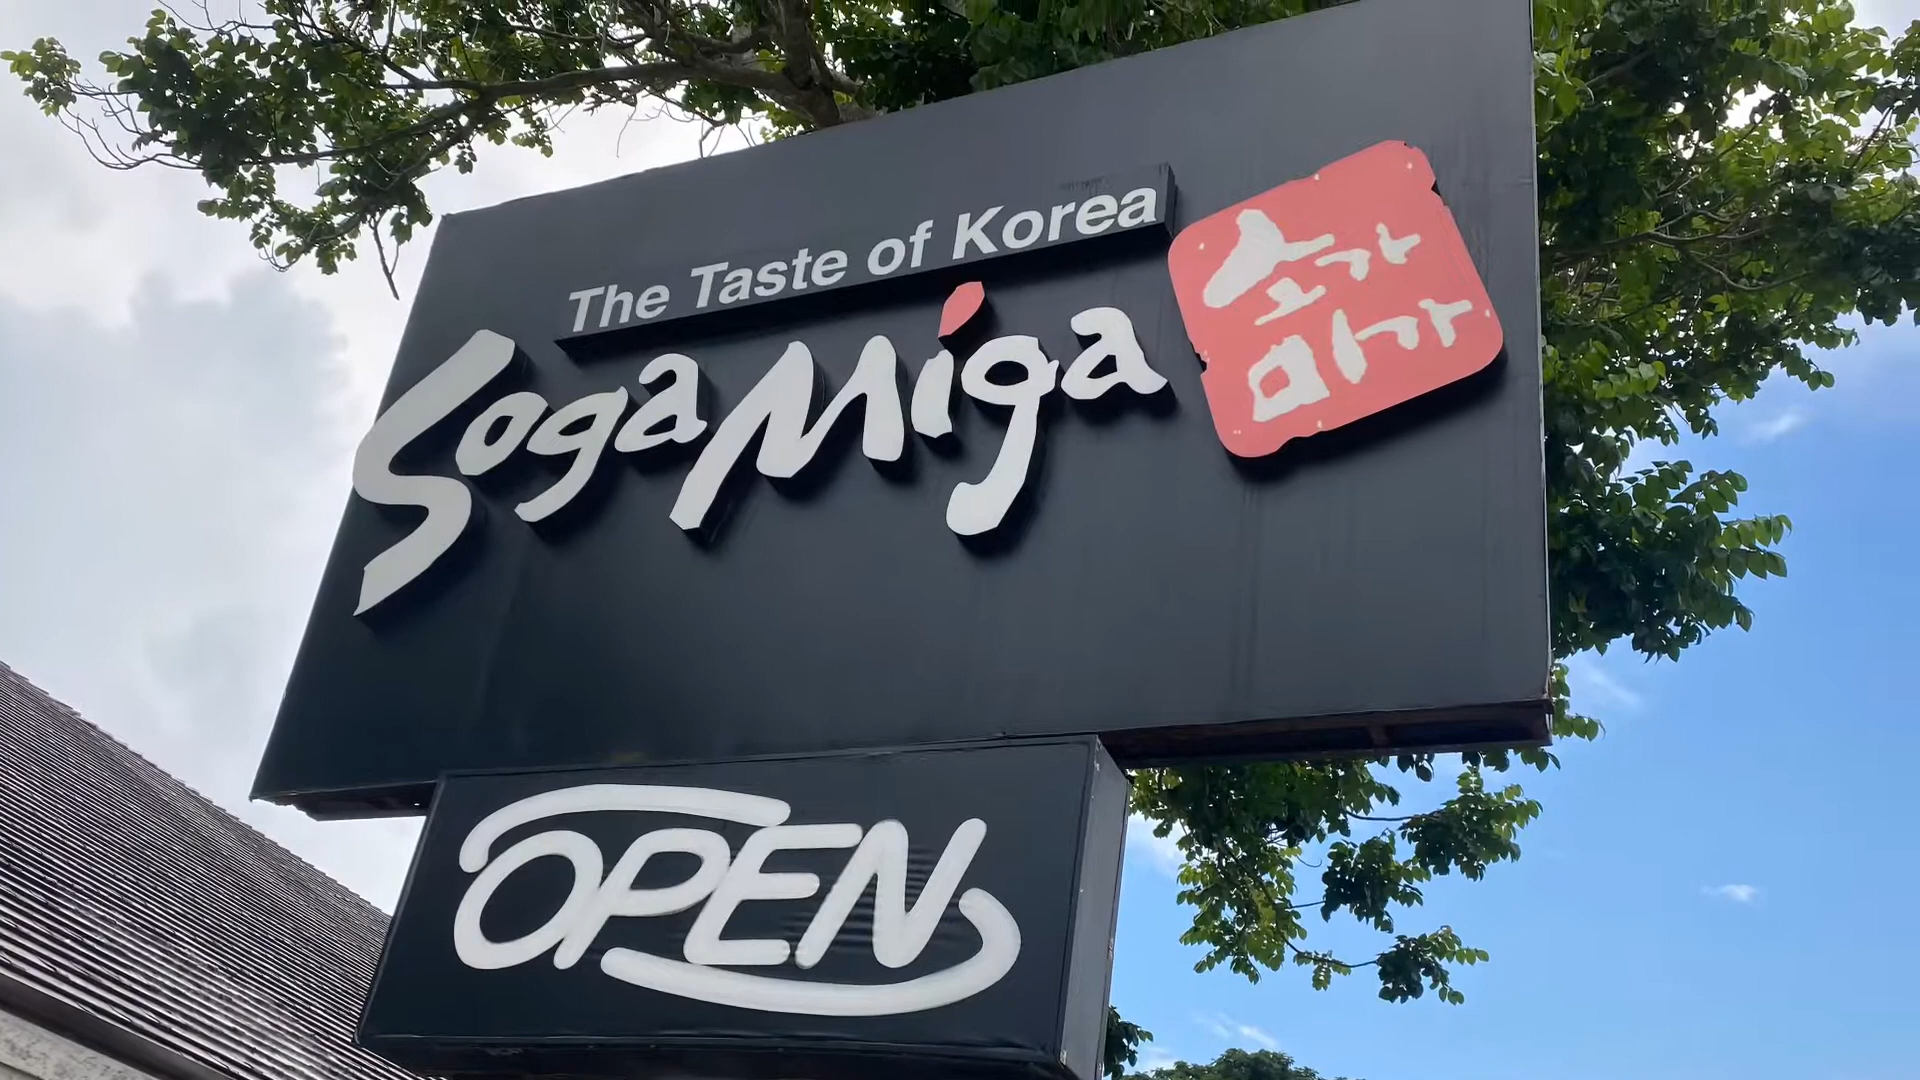 The Taste of Korea
SogaMiga
소가
미가
OPEN